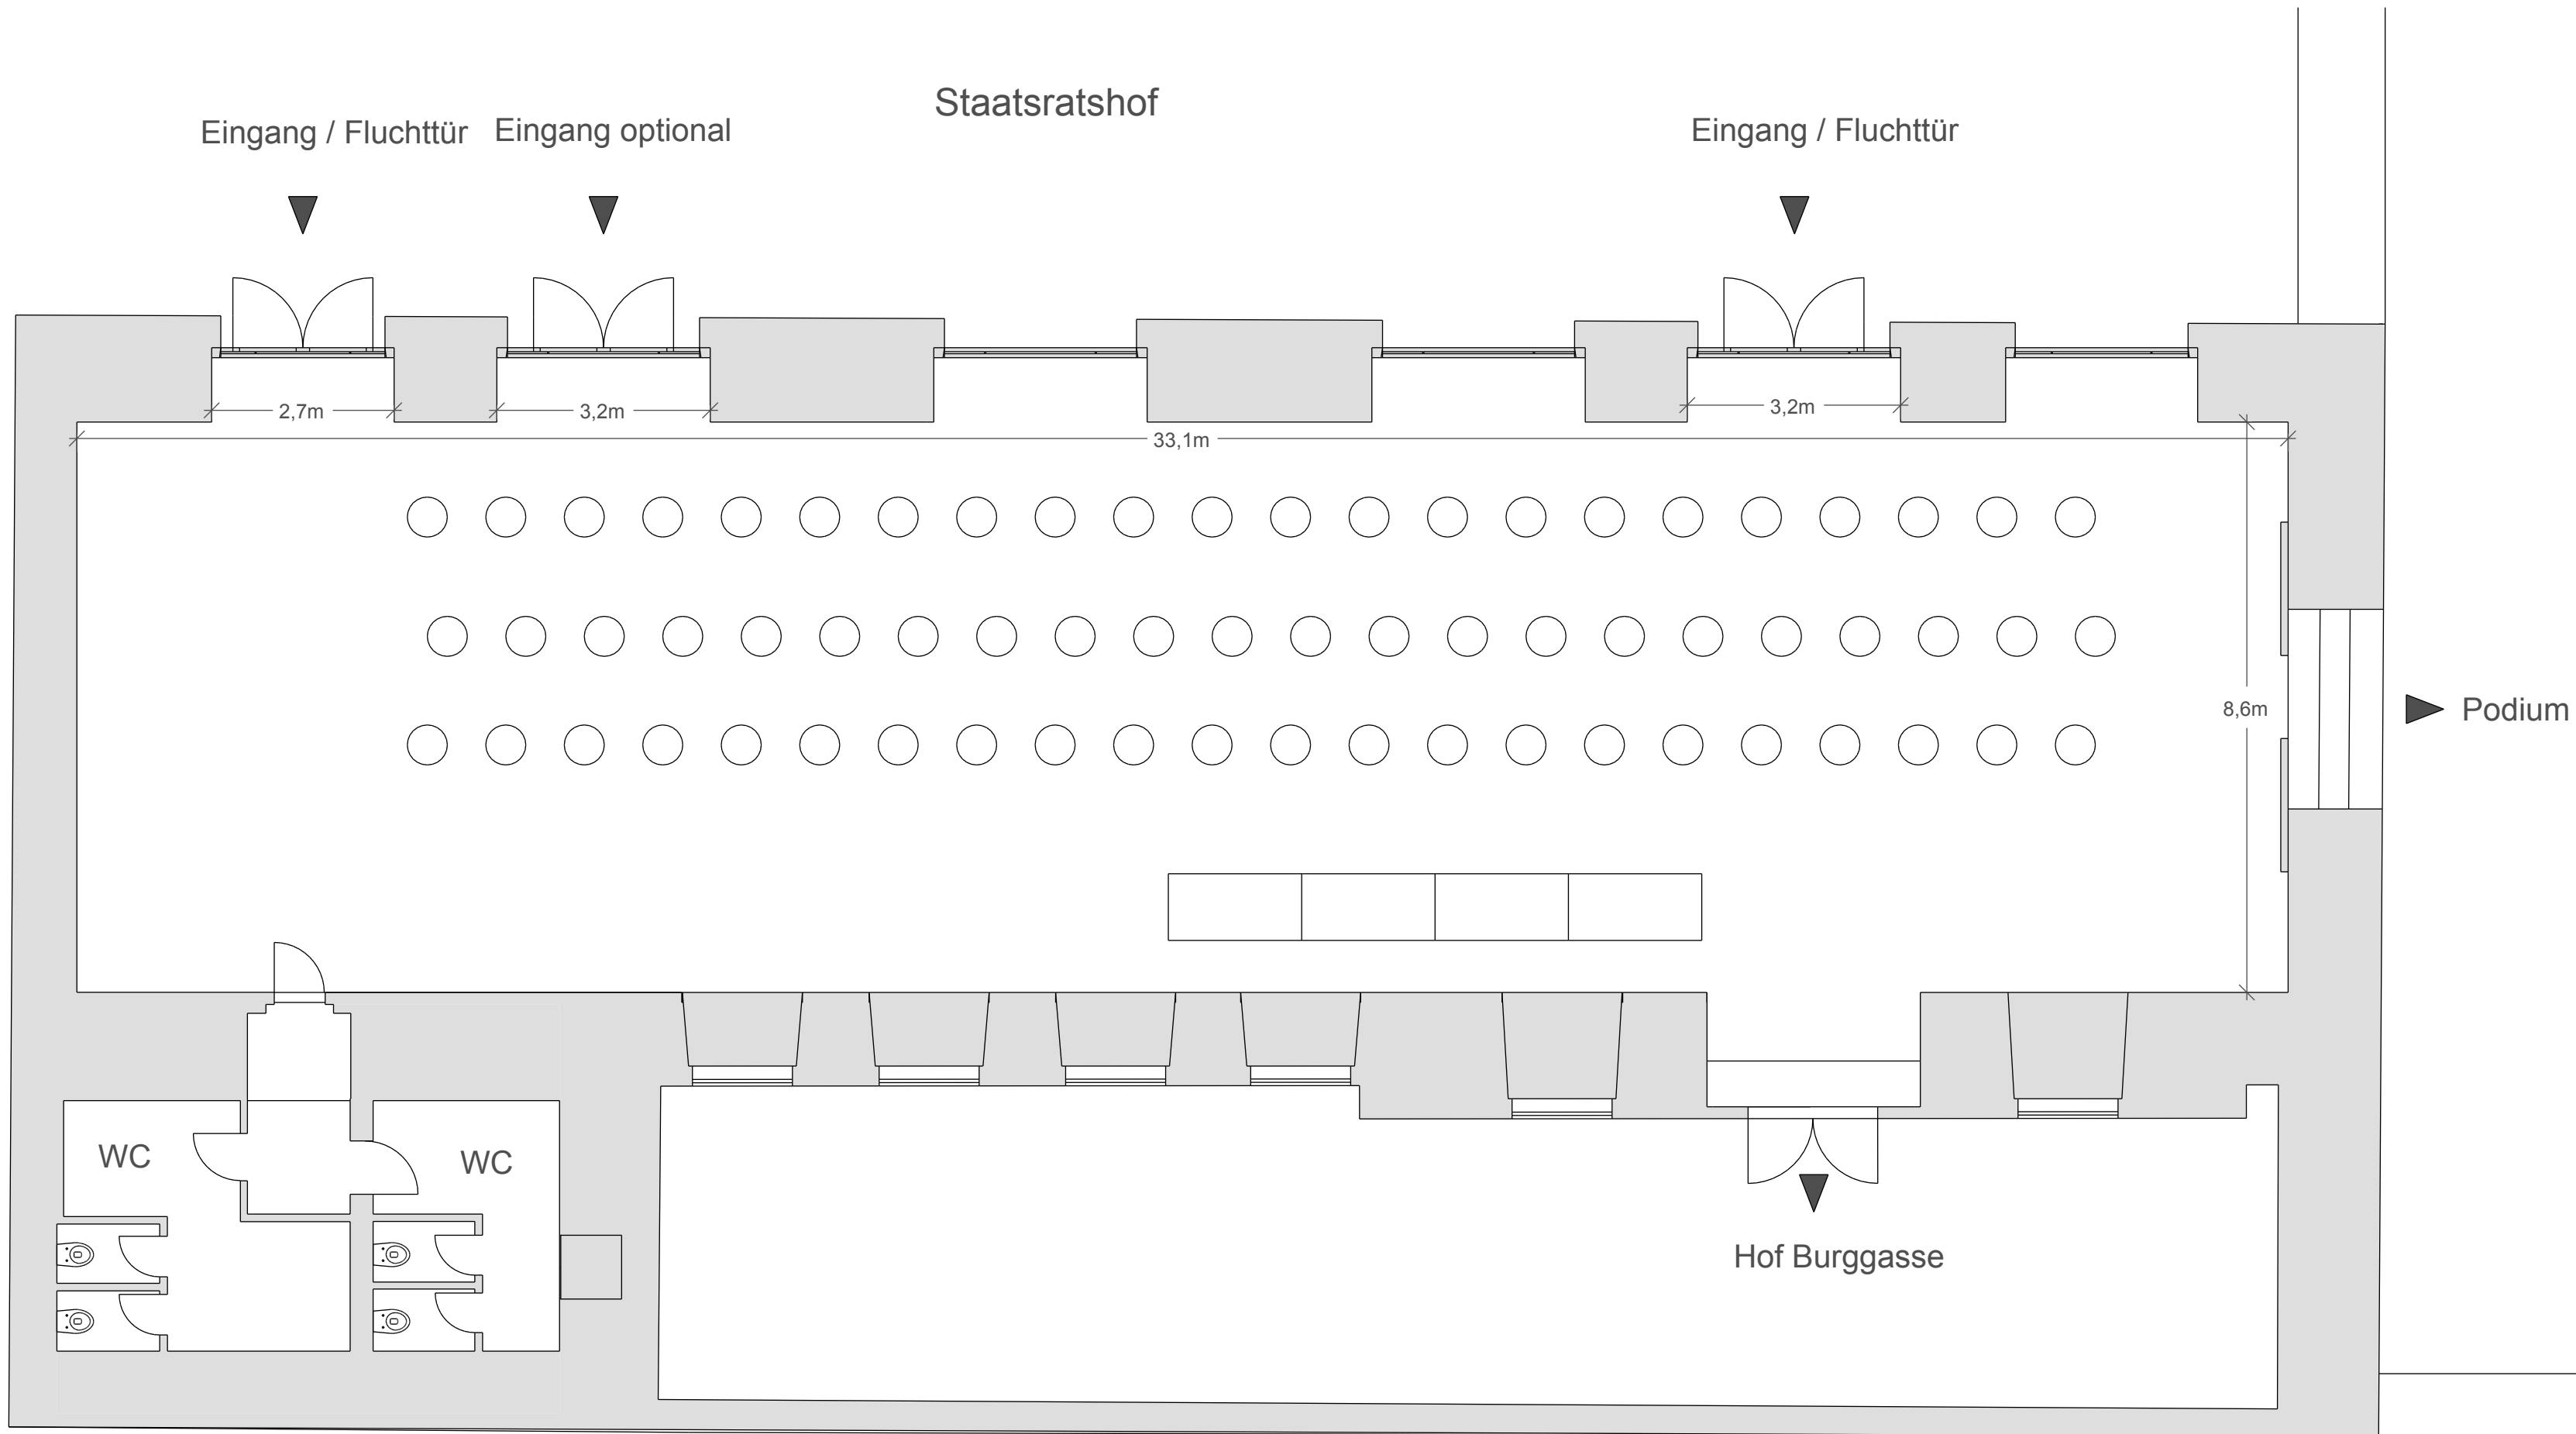 Staatsratshof
Eingang / Fluchttür
Eingang optional
Eingang / Fluchttür
2,7m
3,2m
3,2m
33,1m
8,6m
Podium
WC
WC
Hof Burggasse